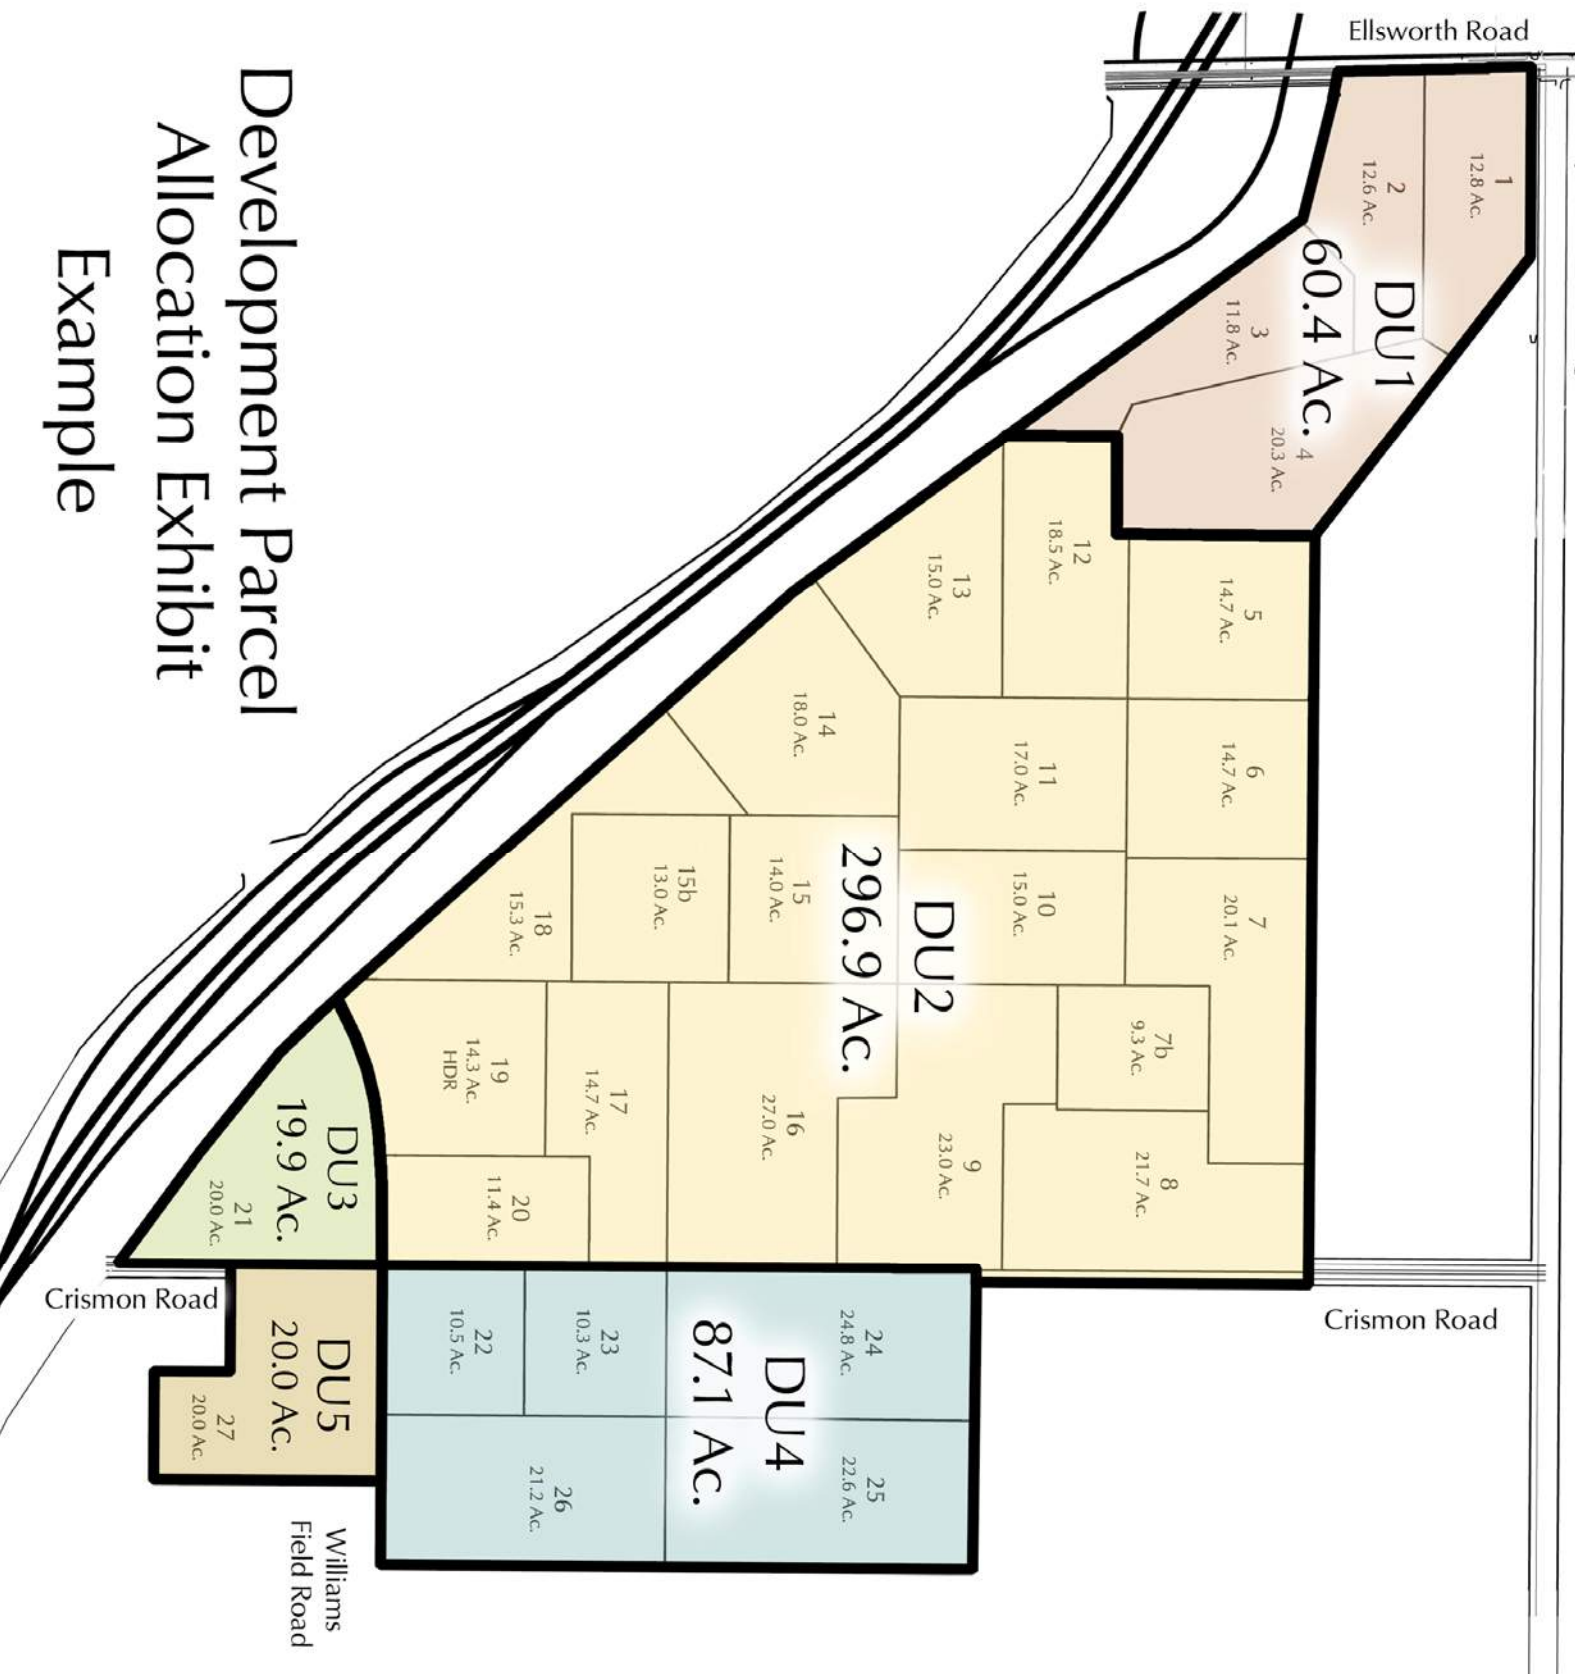 Development Parcel
Allocation Exhibit
Example
Ellsworth Road
1
12.8 Ac.
2
12.6 Ac.
DU1
60.4 Ac.
3
11.8 Ac.
4
20.3 Ac.
5
14.7 Ac.
12
18.5 Ac.
13
15.0 Ac.
6
14.7 Ac.
11
17.0 Ac.
14
18.0 Ac.
7
20.1 Ac.
10
15.0 Ac.
DU2
296.9 Ac.
15
14.0 Ac.
15b
13.0 Ac.
18
15.3 Ac.
7b
9.3 Ac.
8
21.7 Ac.
9
23.0 Ac.
16
27.0 Ac.
17
14.7 Ac.
19
14.3 Ac.
HDR
20
11.4 Ac.
DU3
19.9 Ac.
21
20.0 Ac.
Crismon Road
Crismon Road
24
24.8 Ac.
23
10.3 Ac.
22
10.5 Ac.
DU4
87.1 Ac.
25
22.6 Ac.
26
21.2 Ac.
DU5
20.0 Ac.
27
20.0 Ac.
Williams
Field Road